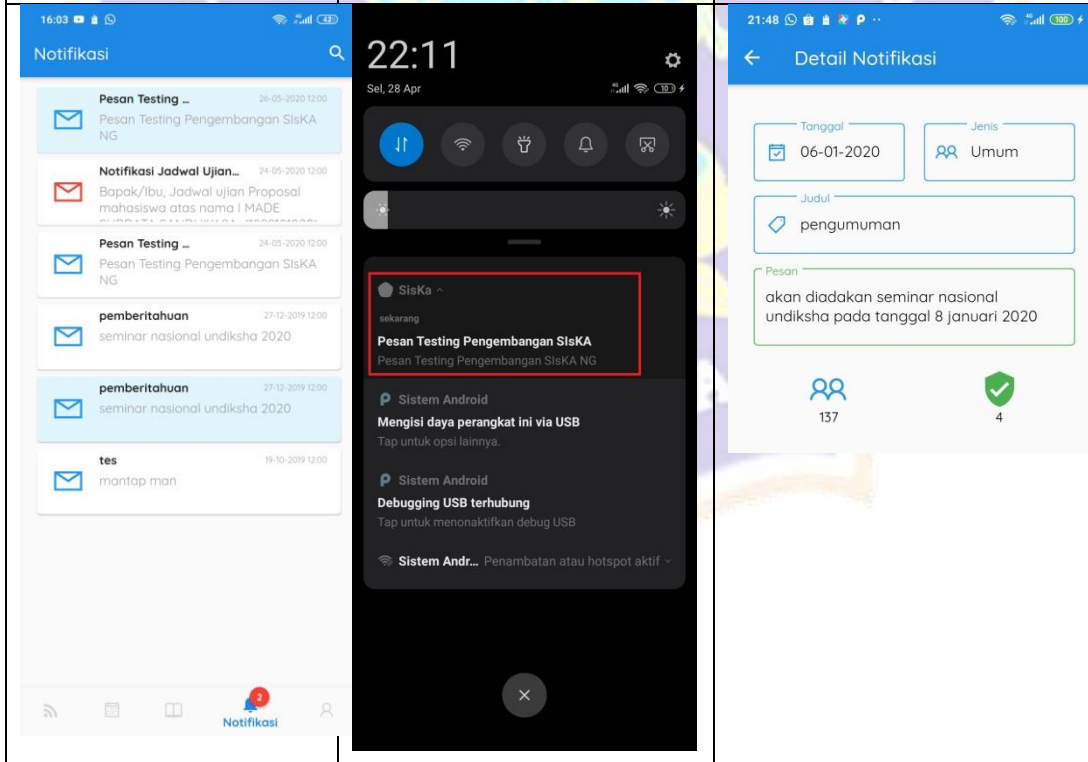 16:03
42
Notifikasi
Pesan Testing ... 26-05-2020 12:00
Pesan Testing Pengembangan SIsKA
NG
Notifikasi Jadwal Ujian... 24-05-2020 12:00
Bapak/Ibu, Jadwal ujian Proposal
mahasiswa atas nama I MADE
Pesan Testing ... 24-05-2020 12:00
Pesan Testing Pengembangan SIsKA
NG
pemberitahuan 27-12-2019 12:00
seminar nasional undiksha 2020
pemberitahuan 27-12-2019 12:00
seminar nasional undiksha 2020
tes 19-10-2019 12:00
mantap man
2
Notifikasi
22:11
Sel, 28 Apr
10
SisKa
sekarang
Pesan Testing Pengembangan SIsKA
Pesan Testing Pengembangan SIsKA NG
Sistem Android
Mengisi daya perangkat ini via USB
Tap untuk opsi lainnya.
Sistem Android
Debugging USB terhubung
Tap untuk menonaktifkan debug USB
Sistem Andr... Penambatan atau hotspot aktif
21:48
100
Detail Notifikasi
Tanggal
06-01-2020
Jenis
Umum
Judul
pengumuman
Pesan
akan diadakan seminar nasional
undiksha pada tanggal 8 januari 2020
137
4